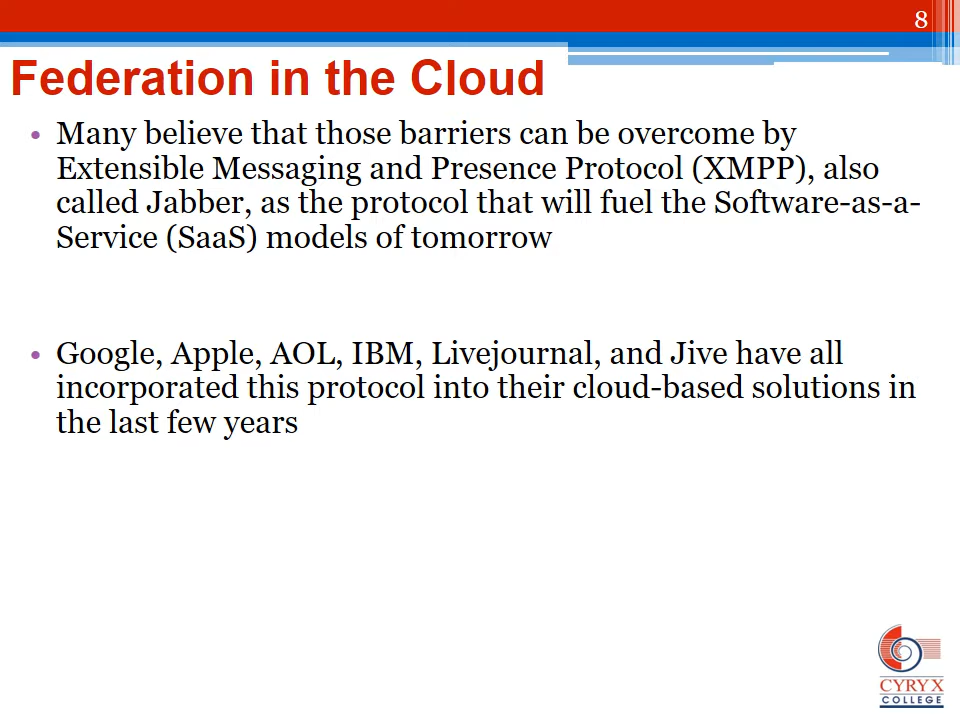 8
Federation in the Cloud
• Many believe that those barriers can be overcome by
Extensible Messaging and Presence Protocol (XMPP), also
called Jabber, as the protocol that will fuel the Software-as-a-
Service (SaaS) models of tomorrow
• Google, Apple, AOL, IBM, Livejournal, and Jive have all
incorporated this protocol into their cloud-based solutions in
the last few years
CYRYX
COLLEGE